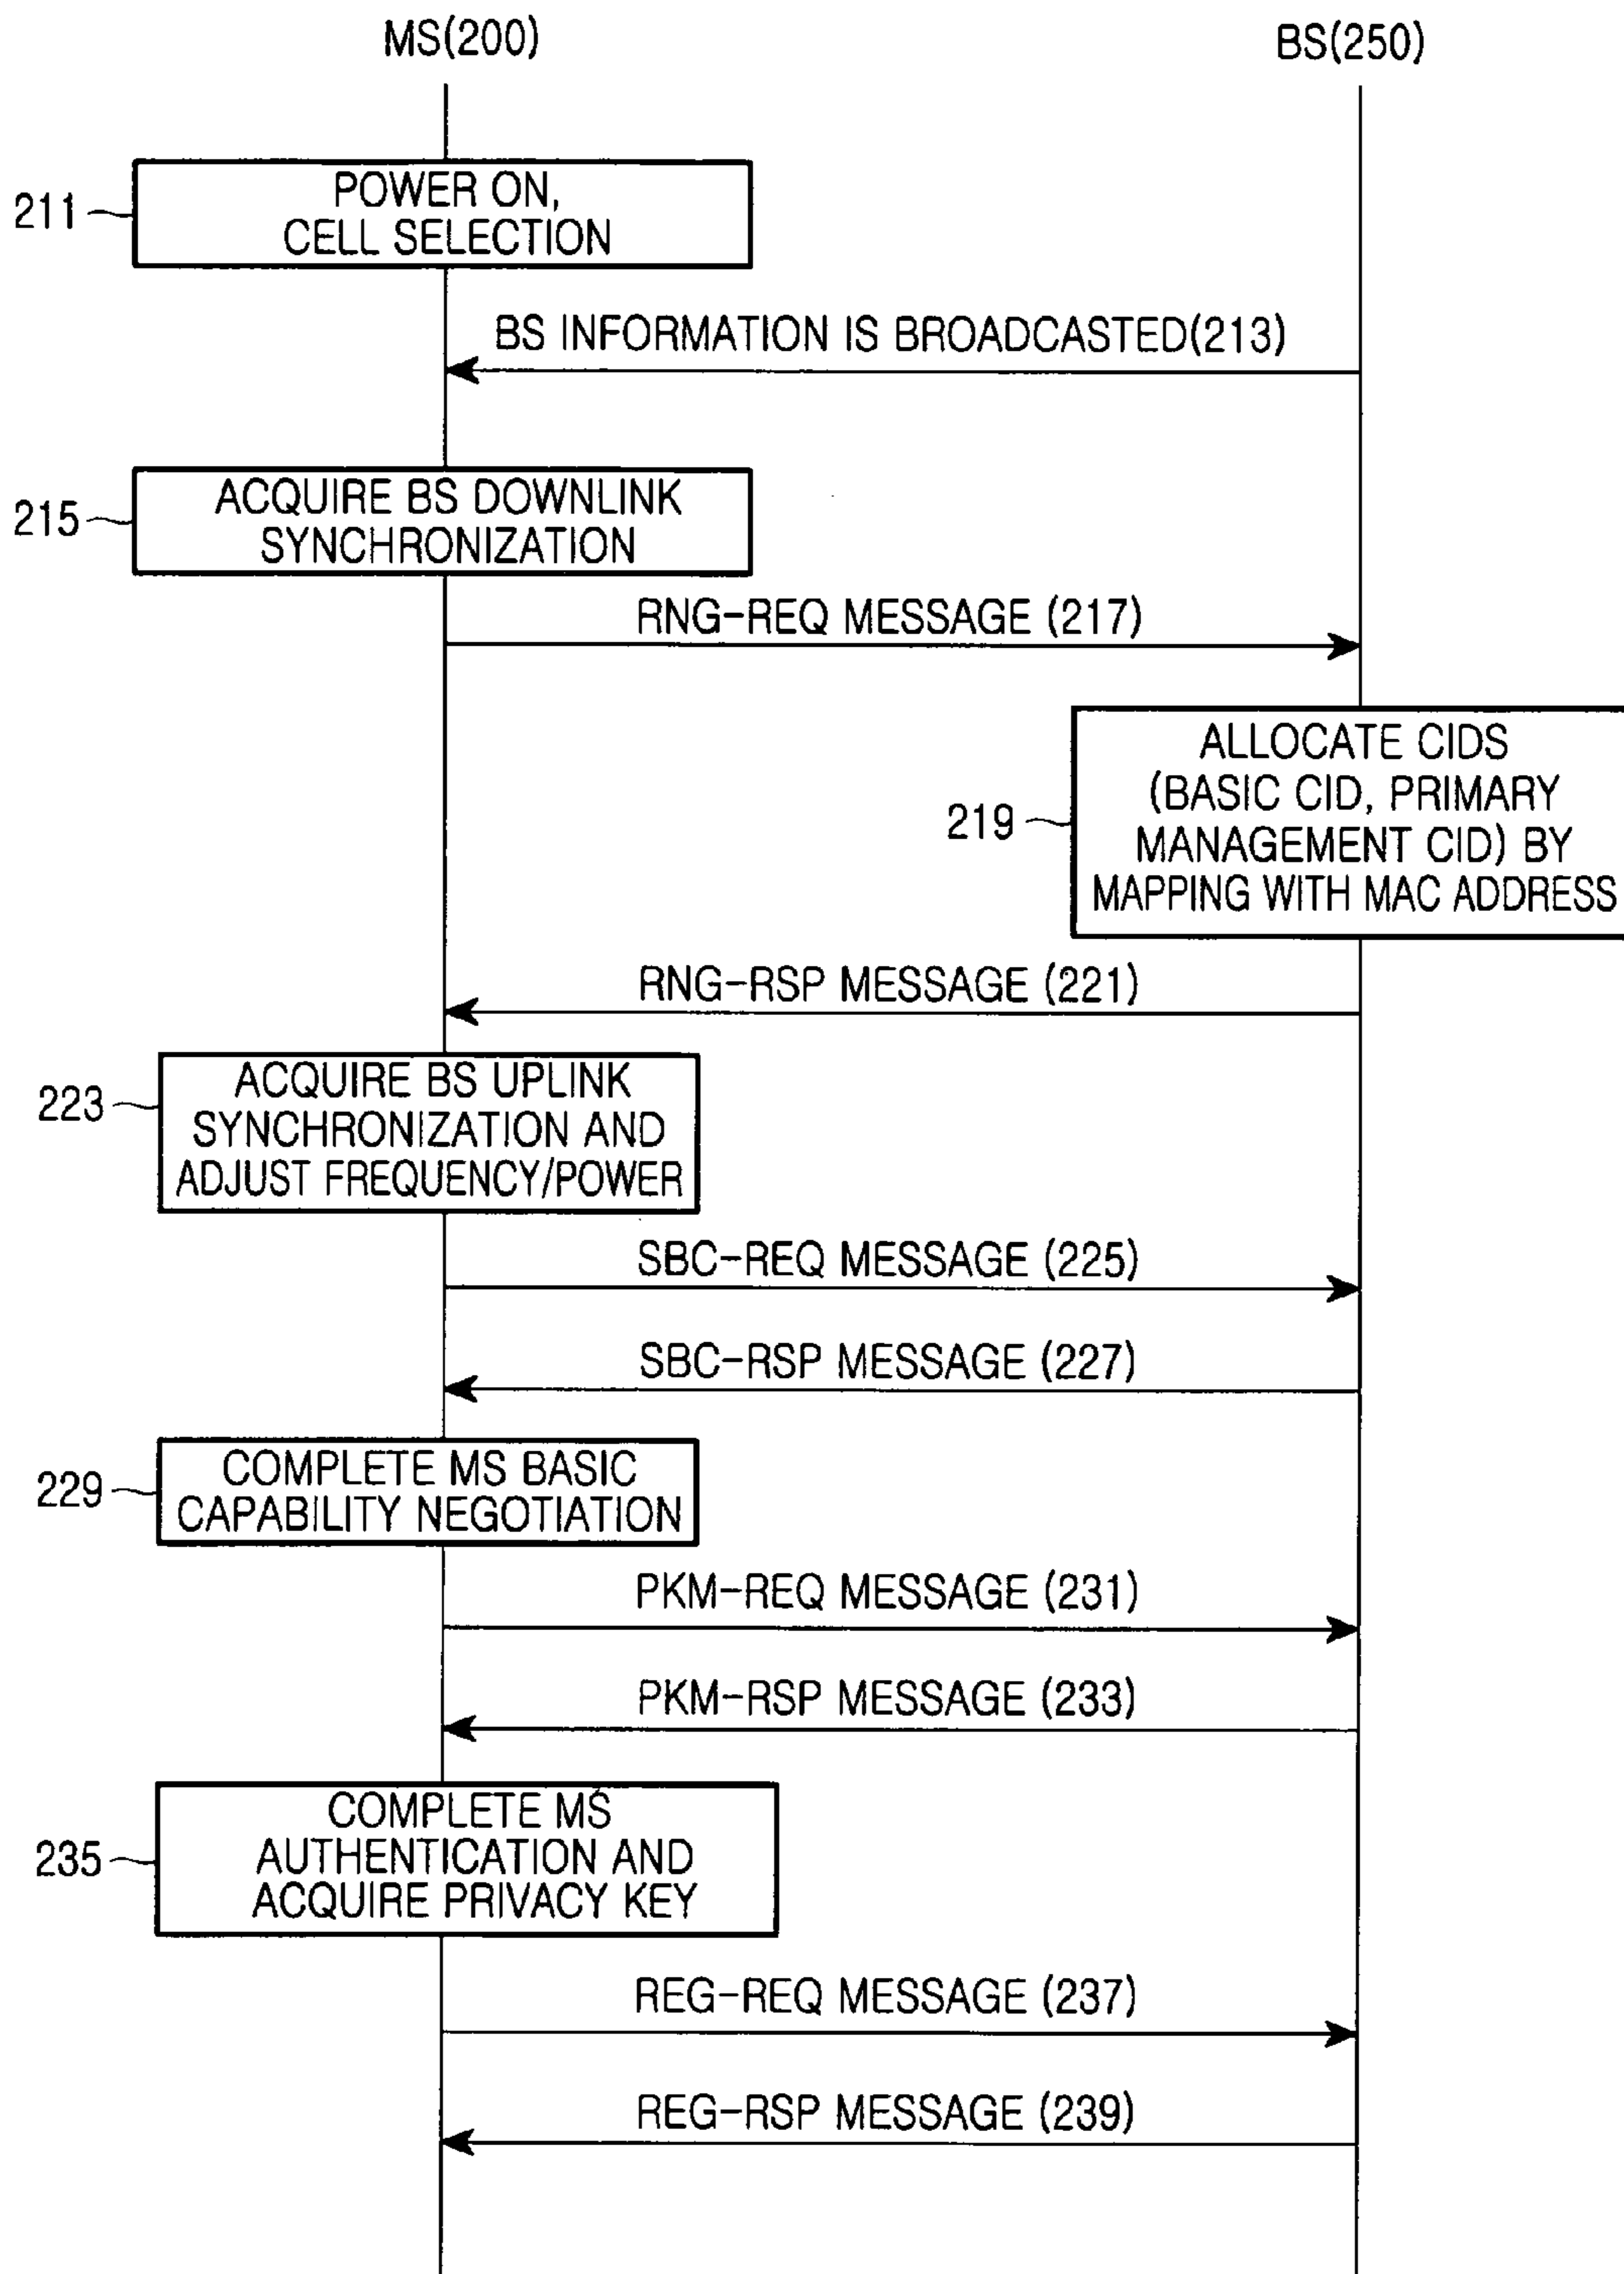 MS(200)
BS(250)
211
POWER ON,
CELL SELECTION
BS INFORMATION IS BROADCASTED(213)
215
ACQUIRE BS DOWNLINK
SYNCHRONIZATION
RNG-REQ MESSAGE (217)
219
ALLOCATE CIDS
(BASIC CID, PRIMARY
MANAGEMENT CID) BY
MAPPING WITH MAC ADDRESS
RNG-RSP MESSAGE (221)
223
ACQUIRE BS UPLINK
SYNCHRONIZATION AND
ADJUST FREQUENCY/POWER
SBC-REQ MESSAGE (225)
SBC-RSP MESSAGE (227)
229
COMPLETE MS BASIC
CAPABILITY NEGOTIATION
PKM-REQ MESSAGE (231)
PKM-RSP MESSAGE (233)
235
COMPLETE MS
AUTHENTICATION AND
ACQUIRE PRIVACY KEY
REG-REQ MESSAGE (237)
REG-RSP MESSAGE (239)